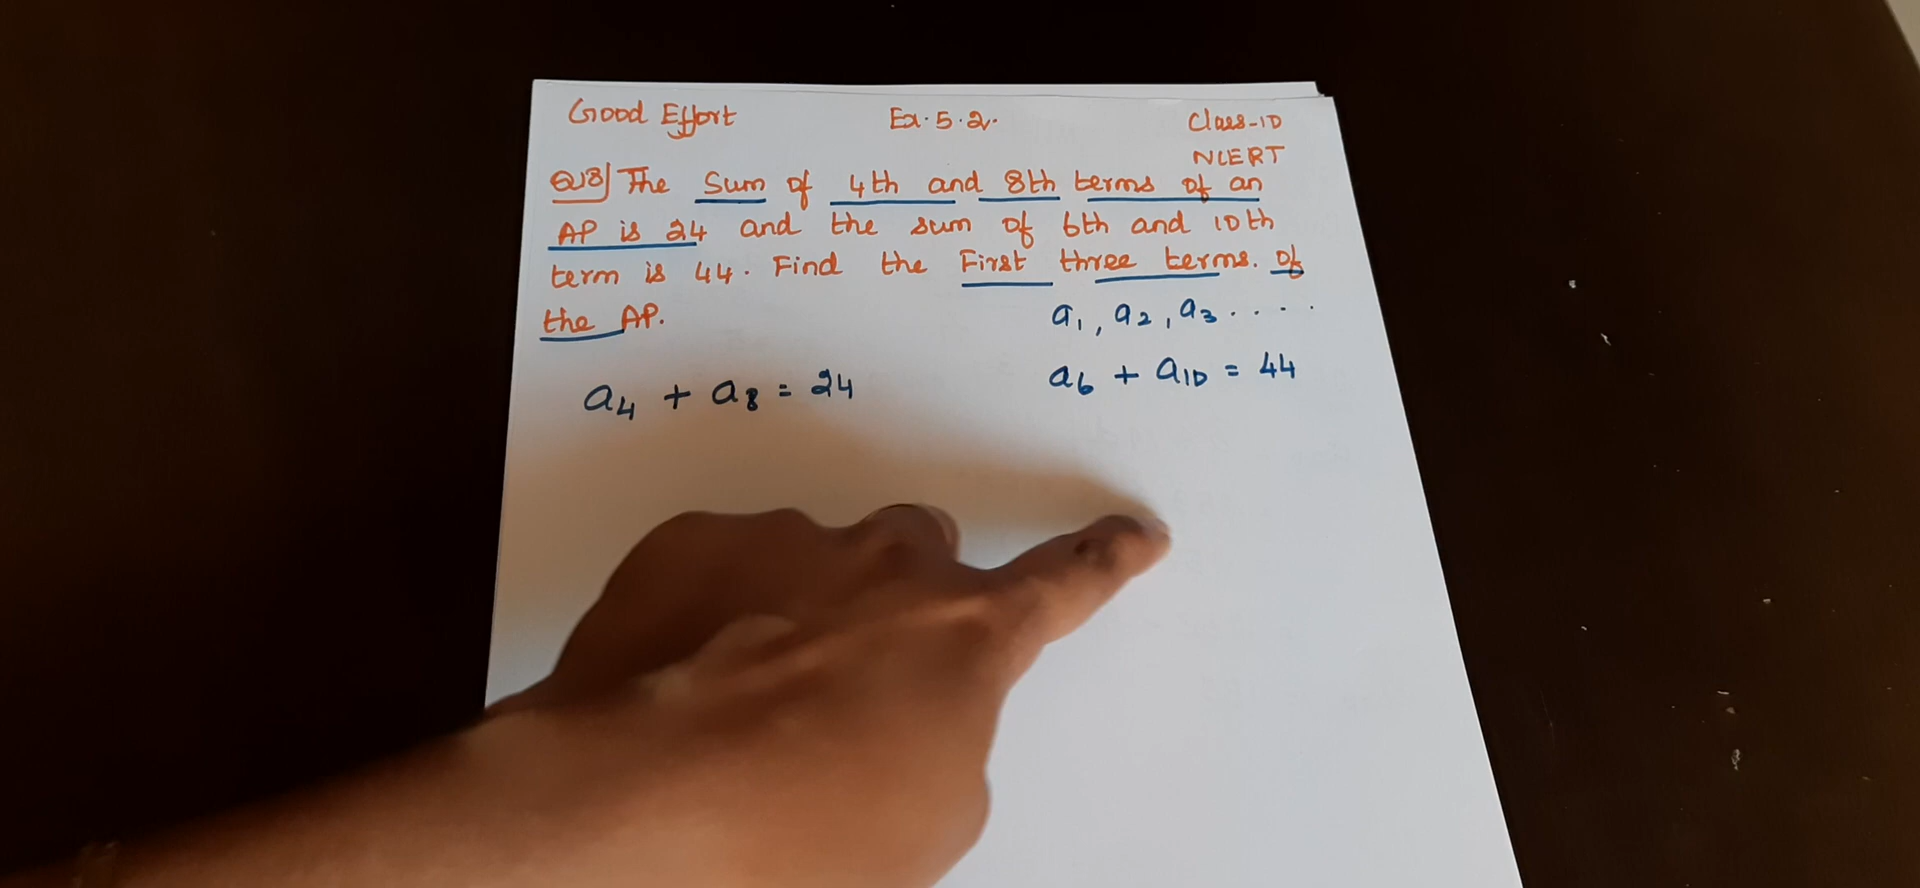 Good Effort Ex.5.2. Class-10
NCERT
Q18) The Sum of 4th and 8th terms of an
AP is 24 and the sum of 6th and 10th
term is 44. Find the First three terms. Of
the AP.
a₁, a₂, a₃.....
a₄ + a₈ = 24
a₆ + a₁₀ = 44